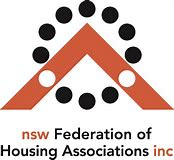 nsw Federation of
Housing Associations inc